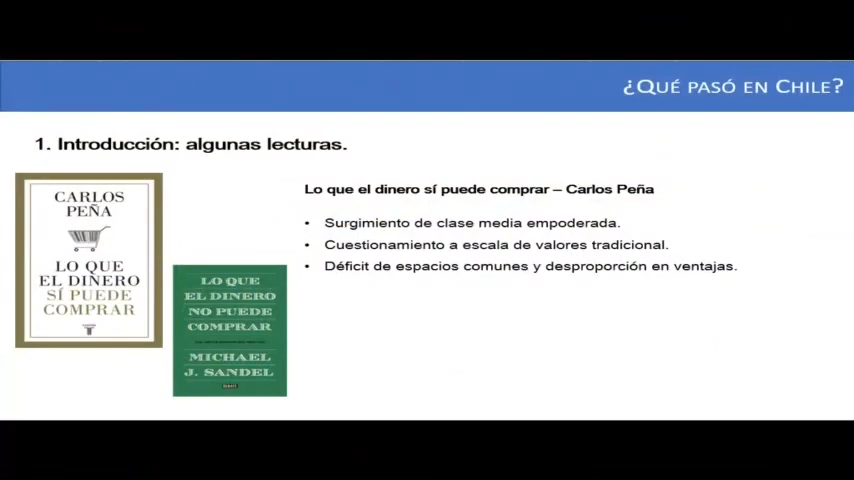 ¿QUÉ PASÓ EN CHILE?
1. Introducción: algunas lecturas.
CARLOS
PEÑA
LO QUE
EL DINERO
SÍ PUEDE
COMPRAR
LO QUE
EL DINERO
NO PUEDE
COMPRAR
MICHAEL
J. SANDEL
Lo que el dinero sí puede comprar – Carlos Peña
• Surgimiento de clase media empoderada.
• Cuestionamiento a escala de valores tradicional.
• Déficit de espacios comunes y desproporción en ventajas.